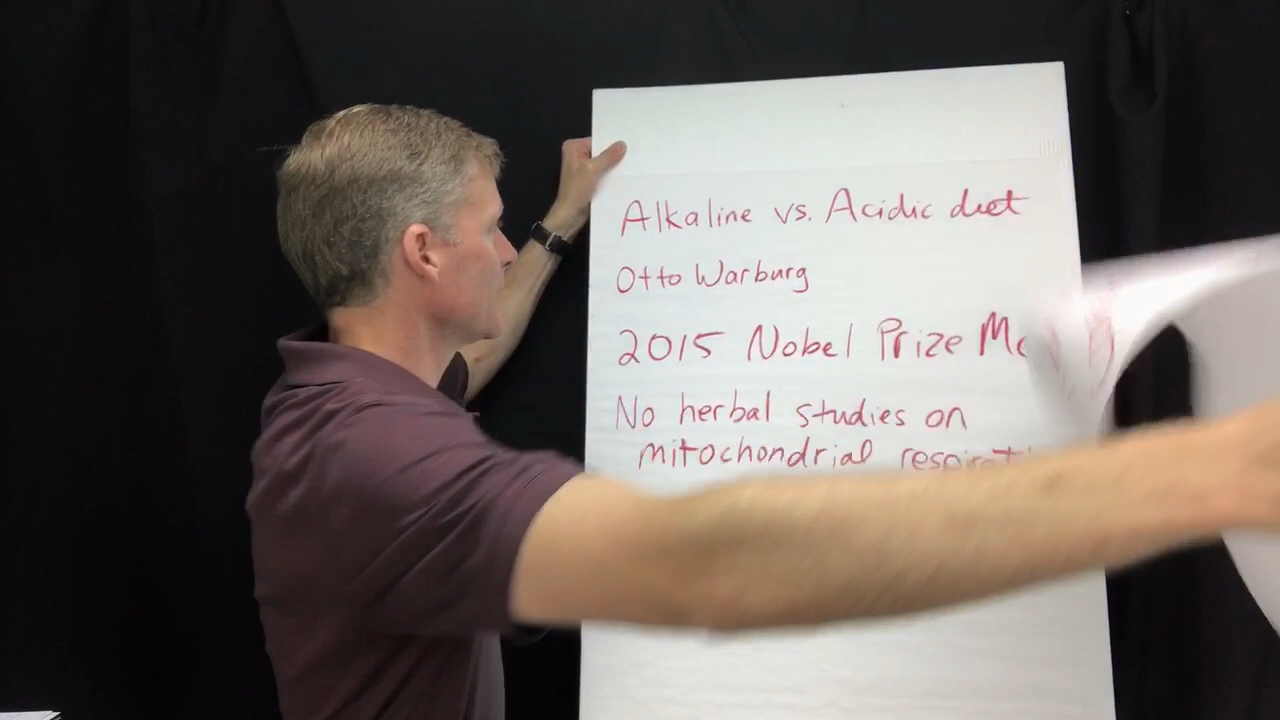 Alkaline vs. Acidic diet
Otto Warburg
2015 Nobel Prize
No herbal studies on
mitochondrial